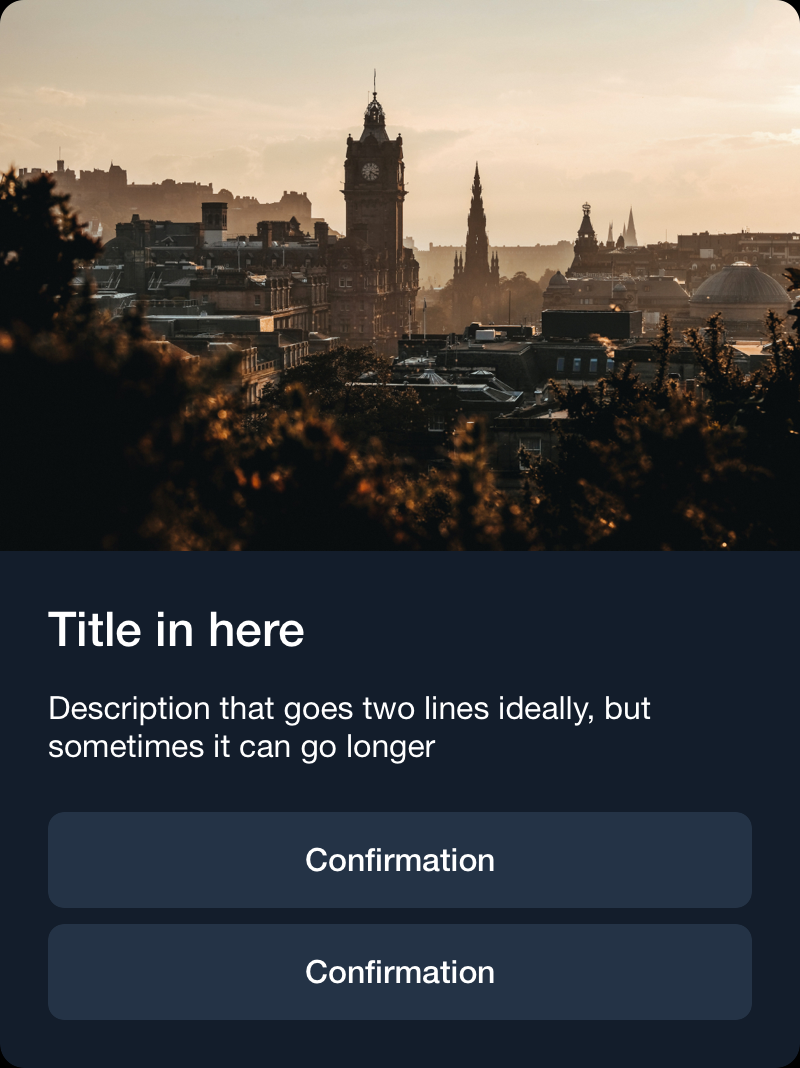 Title in here
Description that goes two lines ideally, but
sometimes it can go longer
Confirmation
Confirmation